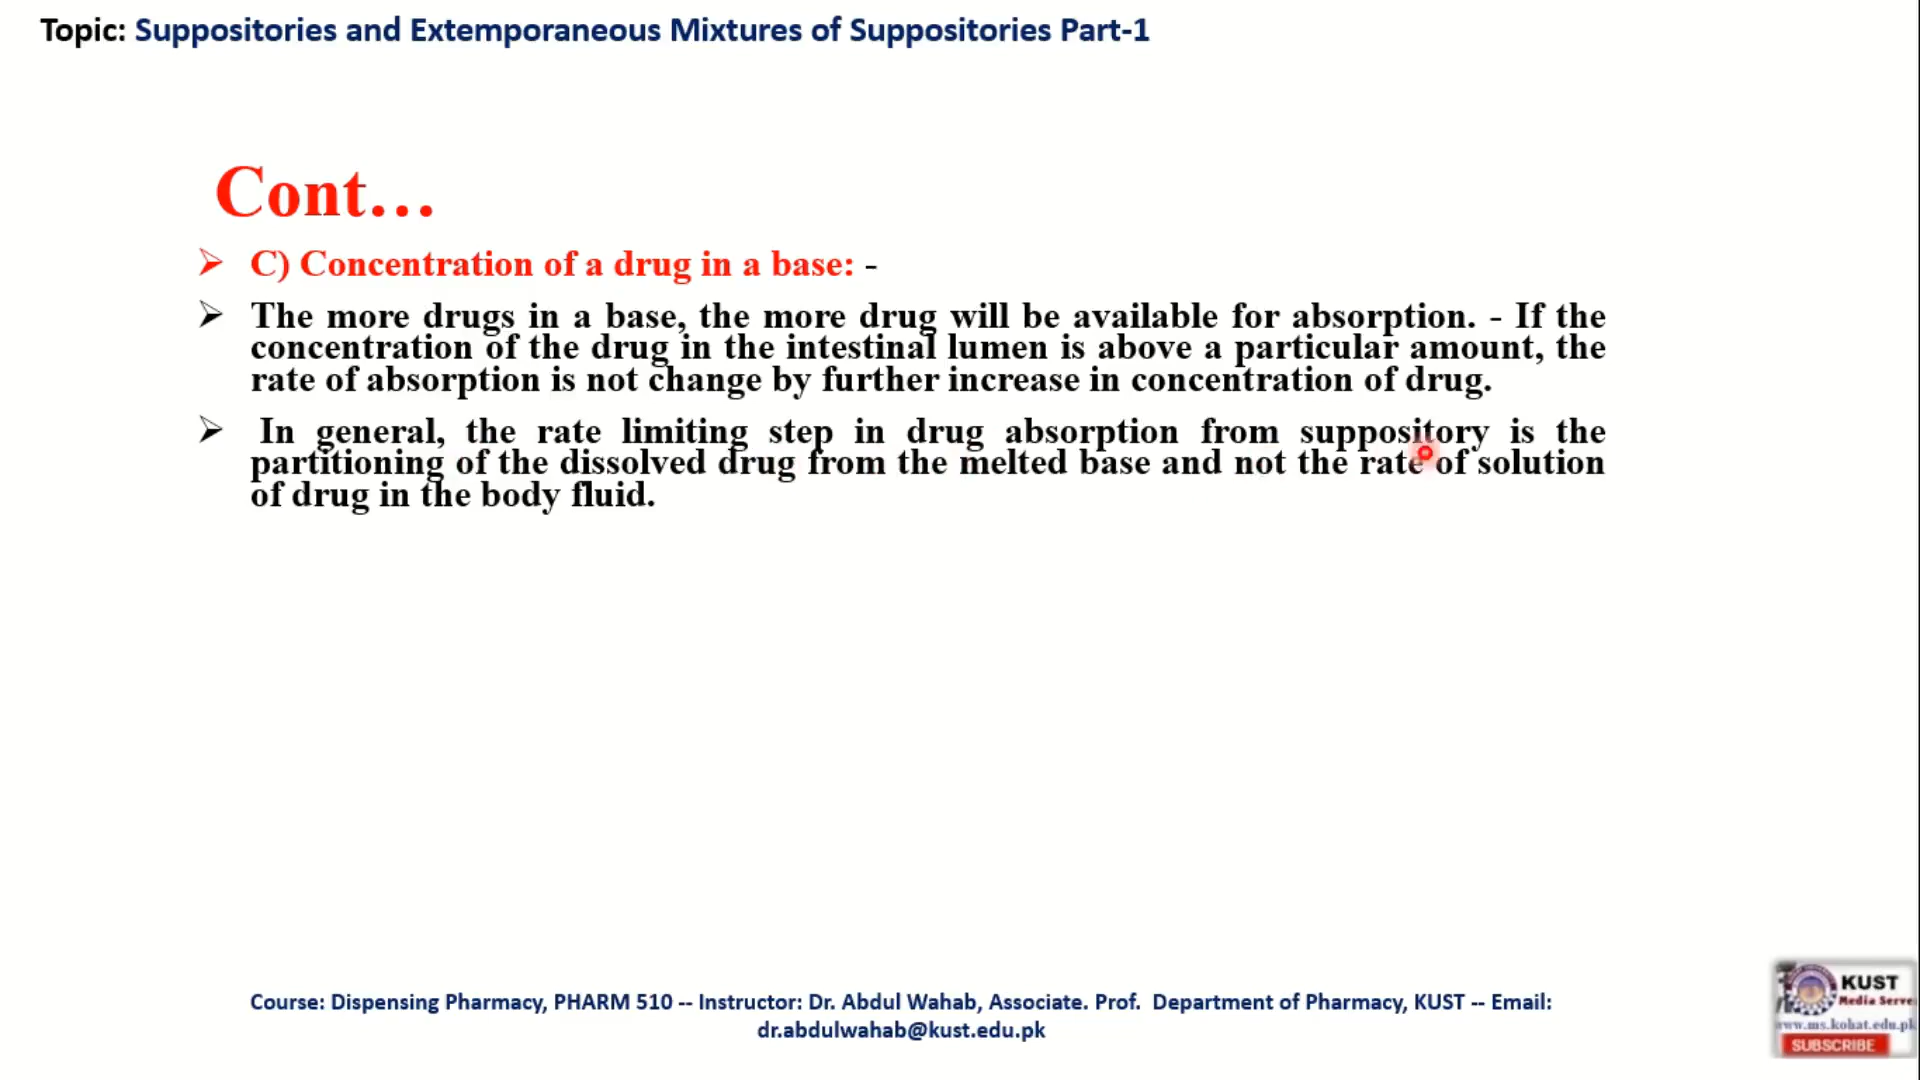 Topic: Suppositories and Extemporaneous Mixtures of Suppositories Part-1
Cont…
C) Concentration of a drug in a base: -
The more drugs in a base, the more drug will be available for absorption. - If the
concentration of the drug in the intestinal lumen is above a particular amount, the
rate of absorption is not change by further increase in concentration of drug.
In general, the rate limiting step in drug absorption from suppository is the
partitioning of the dissolved drug from the melted base and not the rate of solution
of drug in the body fluid.
Course: Dispensing Pharmacy, PHARM 510 -- Instructor: Dr. Abdul Wahab, Associate. Prof. Department of Pharmacy, KUST -- Email:
dr.abdulwahab@kust.edu.pk
KUST
Media Serve
www.ms.kohat.edu.pk
SUBSCRIBE